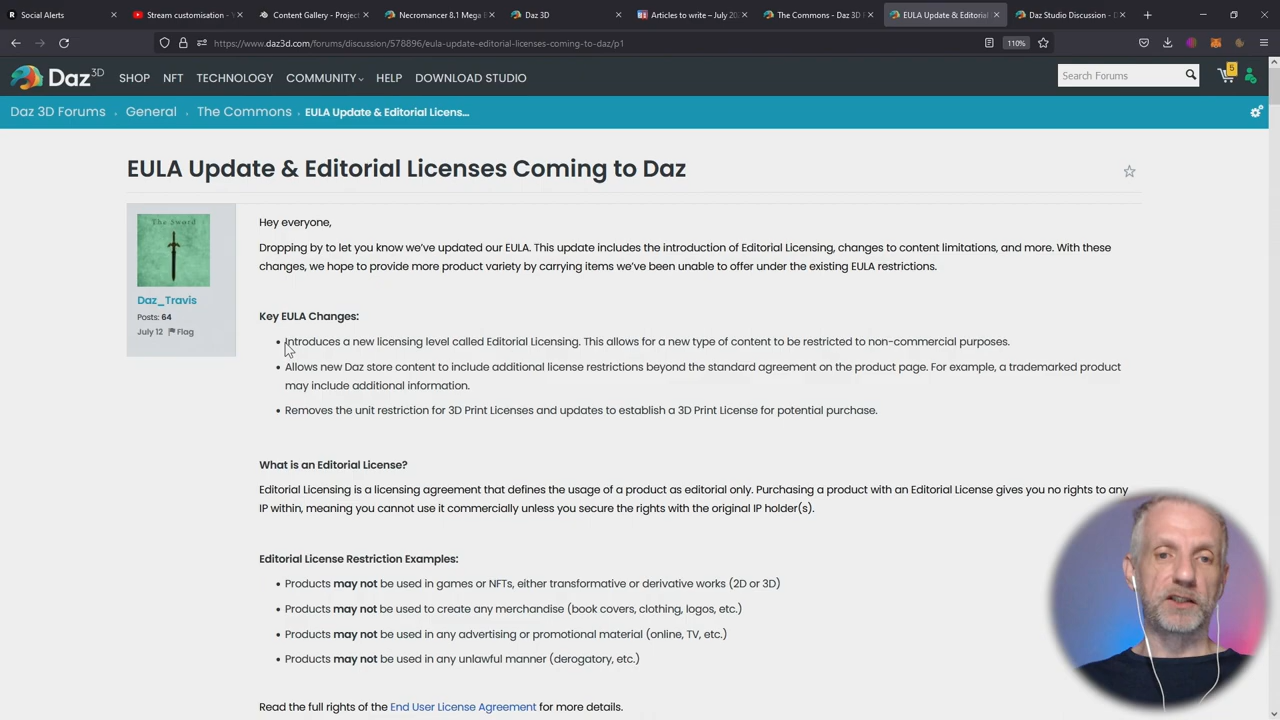 Social Alerts
Stream customisation - Y
Content Gallery - Project
Necromancer 8.1 Mega B
Daz 3D
Articles to write – July 202
The Commons - Daz 3D F
EULA Update & Editorial
Daz Studio Discussion - D
https://www.daz3d.com/forums/discussion/578896/eula-update-editorial-licenses-coming-to-daz/p1
110%
Daz 3D
SHOP NFT TECHNOLOGY COMMUNITY HELP DOWNLOAD STUDIO
Search Forums
5
Daz 3D Forums General The Commons EULA Update & Editorial Licens...
EULA Update & Editorial Licenses Coming to Daz
The Sword
Daz_Travis
Posts: 64
July 12 Flag
Hey everyone,
Dropping by to let you know we've updated our EULA. This update includes the introduction of Editorial Licensing, changes to content limitations, and more. With these
changes, we hope to provide more product variety by carrying items we've been unable to offer under the existing EULA restrictions.
Key EULA Changes:
• Introduces a new licensing level called Editorial Licensing. This allows for a new type of content to be restricted to non-commercial purposes.
• Allows new Daz store content to include additional license restrictions beyond the standard agreement on the product page. For example, a trademarked product
may include additional information.
• Removes the unit restriction for 3D Print Licenses and updates to establish a 3D Print License for potential purchase.
What is an Editorial License?
Editorial Licensing is a licensing agreement that defines the usage of a product as editorial only. Purchasing a product with an Editorial License gives you no rights to any
IP within, meaning you cannot use it commercially unless you secure the rights with the original IP holder(s).
Editorial License Restriction Examples:
• Products may not be used in games or NFTs, either transformative or derivative works (2D or 3D)
• Products may not be used to create any merchandise (book covers, clothing, logos, etc.)
• Products may not be used in any advertising or promotional material (online, TV, etc.)
• Products may not be used in any unlawful manner (derogatory, etc.)
Read the full rights of the End User License Agreement for more details.